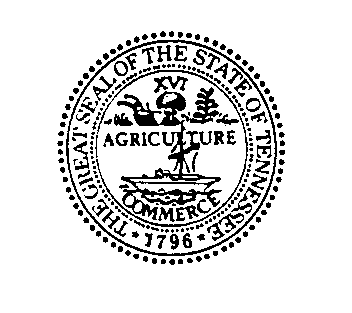 THE GREAT SEAL OF THE STATE OF TENNESSEE
XVI
AGRICULTURE
COMMERCE
1796